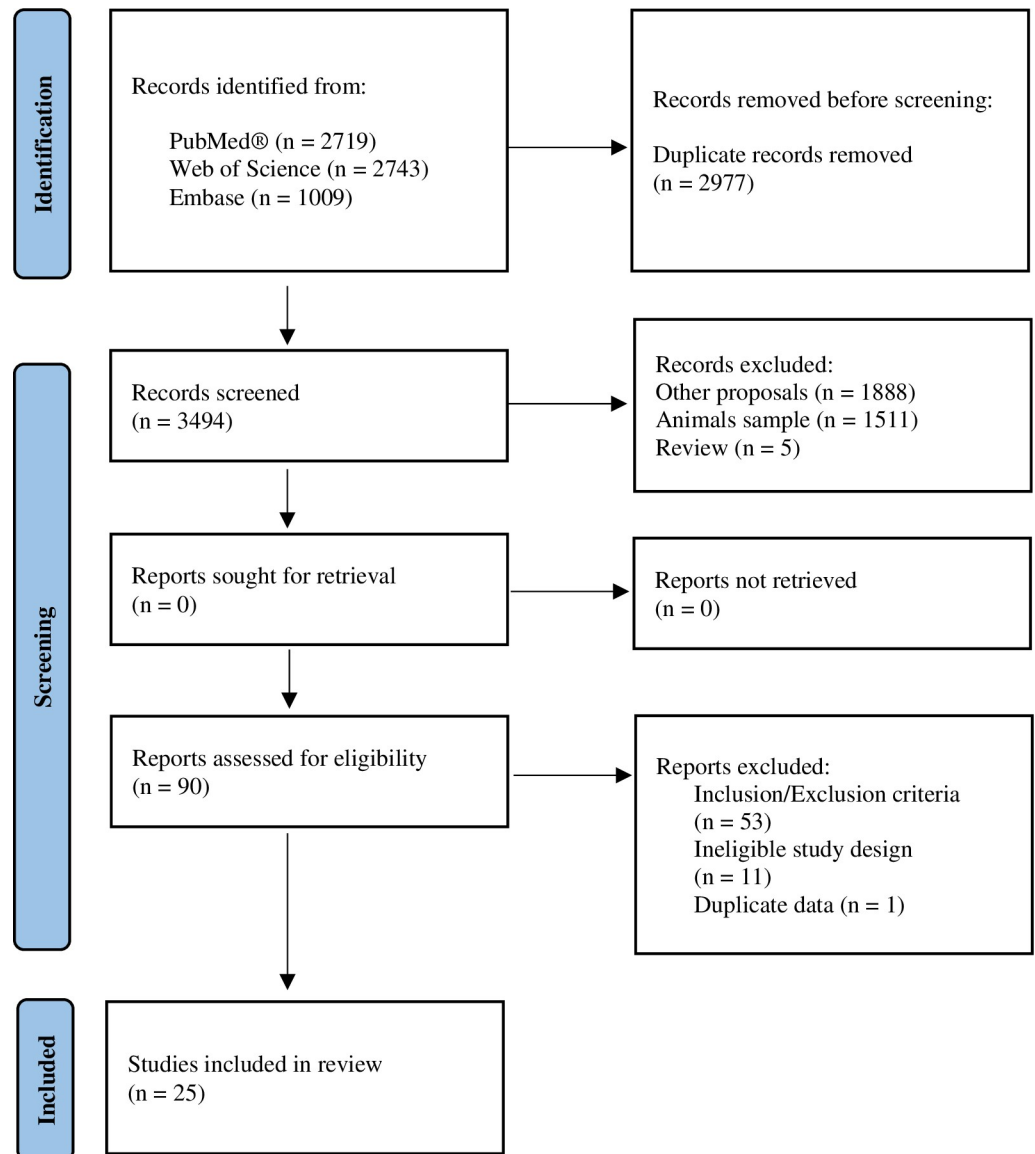 Identification
Records identified from:
PubMed® (n = 2719)
Web of Science (n = 2743)
Embase (n = 1009)
Records removed before screening:
Duplicate records removed
(n = 2977)
Screening
Records screened
(n = 3494)
Records excluded:
Other proposals (n = 1888)
Animals sample (n = 1511)
Review (n = 5)
Reports sought for retrieval
(n = 0)
Reports not retrieved
(n = 0)
Reports assessed for eligibility
(n = 90)
Reports excluded:
Inclusion/Exclusion criteria
(n = 53)
Ineligible study design
(n = 11)
Duplicate data (n = 1)
Included
Studies included in review
(n = 25)